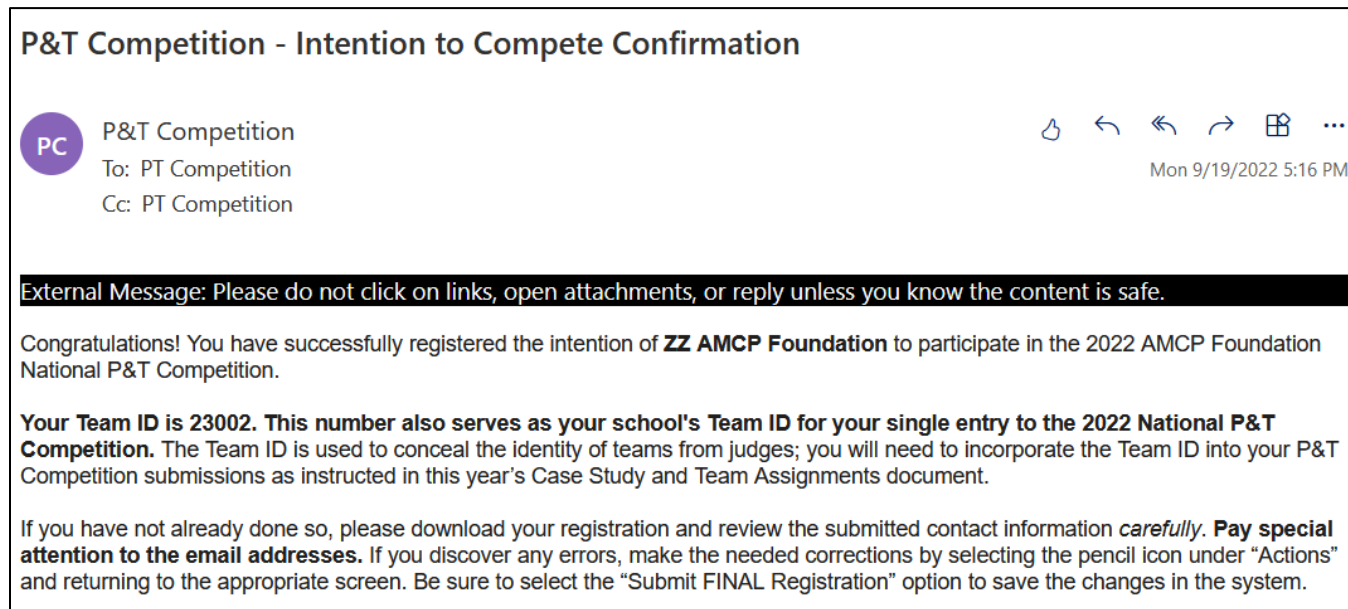 P&T Competition - Intention to Compete Confirmation
PC
P&T Competition
To: PT Competition
Cc: PT Competition
Mon 9/19/2022 5:16 PM
External Message: Please do not click on links, open attachments, or reply unless you know the content is safe.
Congratulations! You have successfully registered the intention of ZZ AMCP Foundation to participate in the 2022 AMCP Foundation
National P&T Competition.
Your Team ID is 23002. This number also serves as your school's Team ID for your single entry to the 2022 National P&T
Competition. The Team ID is used to conceal the identity of teams from judges; you will need to incorporate the Team ID into your P&T
Competition submissions as instructed in this year’s Case Study and Team Assignments document.
If you have not already done so, please download your registration and review the submitted contact information carefully. Pay special
attention to the email addresses. If you discover any errors, make the needed corrections by selecting the pencil icon under “Actions”
and returning to the appropriate screen. Be sure to select the “Submit FINAL Registration” option to save the changes in the system.